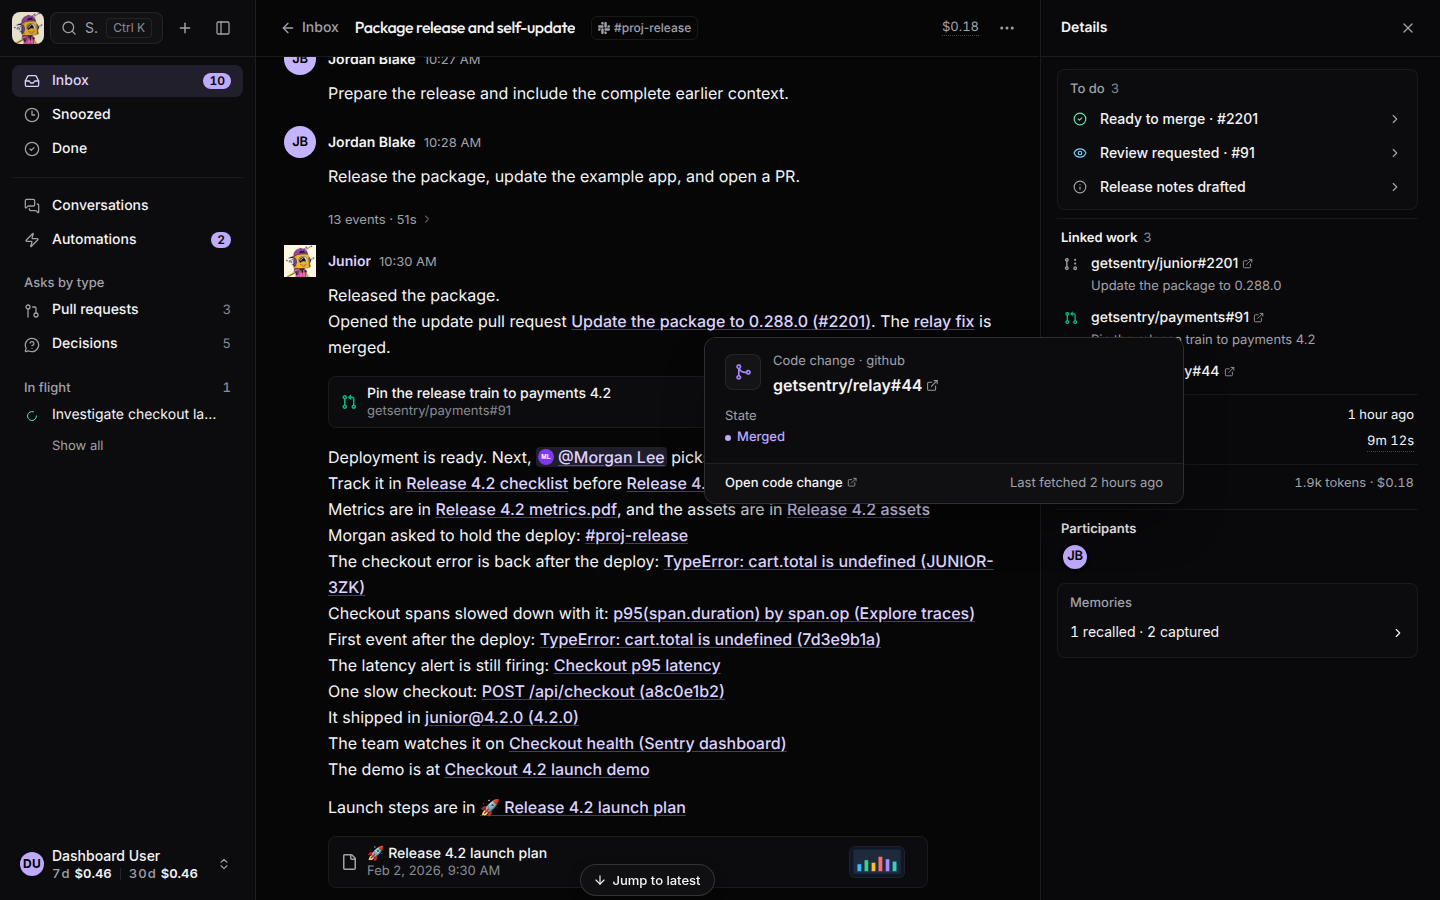 S.
Ctrl K
Inbox
10
Snoozed
Done
Conversations
Automations
2
Asks by type
Pull requests
3
Decisions
5
In flight
1
Investigate checkout la...
Show all
DU
Dashboard User
7d $0.46
30d $0.46
Inbox
Package release and self-update
#proj-release
$0.18
JB
Jordan Blake 10:27 AM
Prepare the release and include the complete earlier context.
JB
Jordan Blake 10:28 AM
Release the package, update the example app, and open a PR.
13 events · 51s
Junior 10:30 AM
Released the package.
Opened the update pull request Update the package to 0.288.0 (#2201). The relay fix is
merged.
Pin the release train to payments 4.2
getsentry/payments#91
Deployment is ready. Next, ML @Morgan Lee pick
Track it in Release 4.2 checklist before Release 4.
Metrics are in Release 4.2 metrics.pdf, and the assets are in Release 4.2 assets
Morgan asked to hold the deploy: #proj-release
The checkout error is back after the deploy: TypeError: cart.total is undefined (JUNIOR-
3ZK)
Checkout spans slowed down with it: p95(span.duration) by span.op (Explore traces)
First event after the deploy: TypeError: cart.total is undefined (7d3e9b1a)
The latency alert is still firing: Checkout p95 latency
One slow checkout: POST /api/checkout (a8c0e1b2)
It shipped in junior@4.2.0 (4.2.0)
The team watches it on Checkout health (Sentry dashboard)
The demo is at Checkout 4.2 launch demo
Launch steps are in 🚀 Release 4.2 launch plan
🚀 Release 4.2 launch plan
Feb 2, 2026, 9:30 AM
Jump to latest
Code change · github
getsentry/relay#44
State
Merged
Open code change
Last fetched 2 hours ago
Details
To do 3
Ready to merge · #2201
Review requested · #91
Release notes drafted
Linked work 3
getsentry/junior#2201
Update the package to 0.288.0
getsentry/payments#91
train to payments 4.2
y#44
1 hour ago
9m 12s
1.9k tokens · $0.18
Participants
JB
Memories
1 recalled · 2 captured